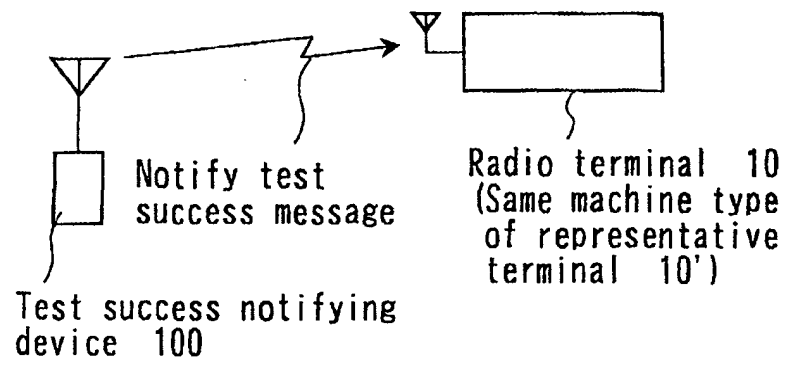 Notify test
success message
Radio terminal 10
(Same machine type
of representative
terminal 10')
Test success notifying
device 100